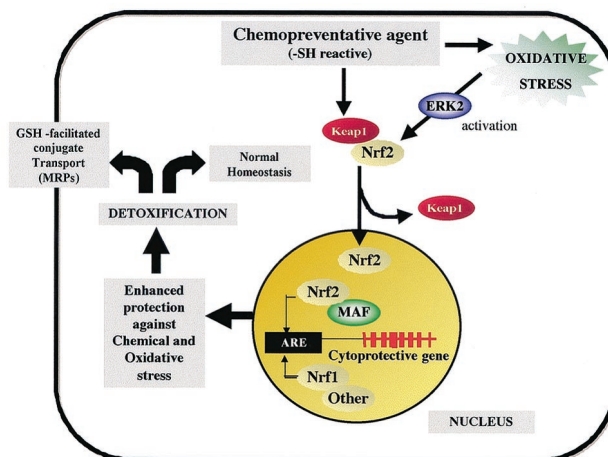 Chemopreventative agent
(-SH reactive)
OXIDATIVE
STRESS
ERK2
activation
Keap1
Nrf2
GSH -facilitated
conjugate
Transport
(MRPs)
Normal
Homeostasis
Keap1
DETOXIFICATION
Nrf2
Enhanced
protection
against
Chemical and
Oxidative
stress
Nrf2
MAF
ARE
Cytoprotective gene
Nrf1
Other
NUCLEUS